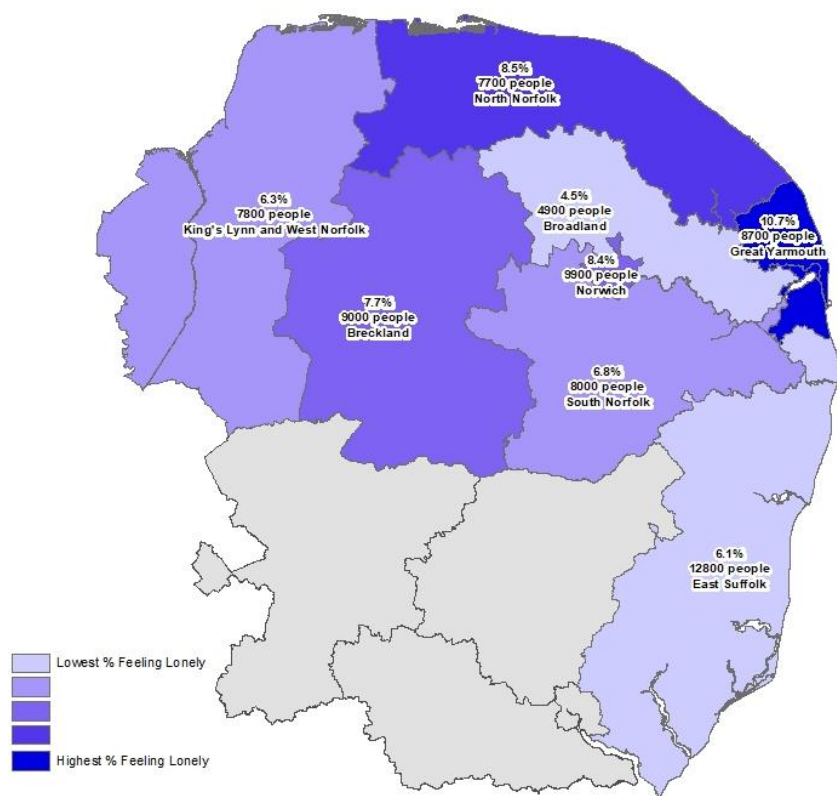 8.5%
7700 people
North Norfolk
4.5%
4900 people
Broadland
10.7%
8700 people
Great Yarmouth
6.3%
7800 people
King's Lynn and West Norfolk
8.4%
9900 people
Norwich
7.7%
9000 people
Breckland
6.8%
8000 people
South Norfolk
6.1%
12800 people
East Suffolk
Lowest % Feeling Lonely
Highest % Feeling Lonely